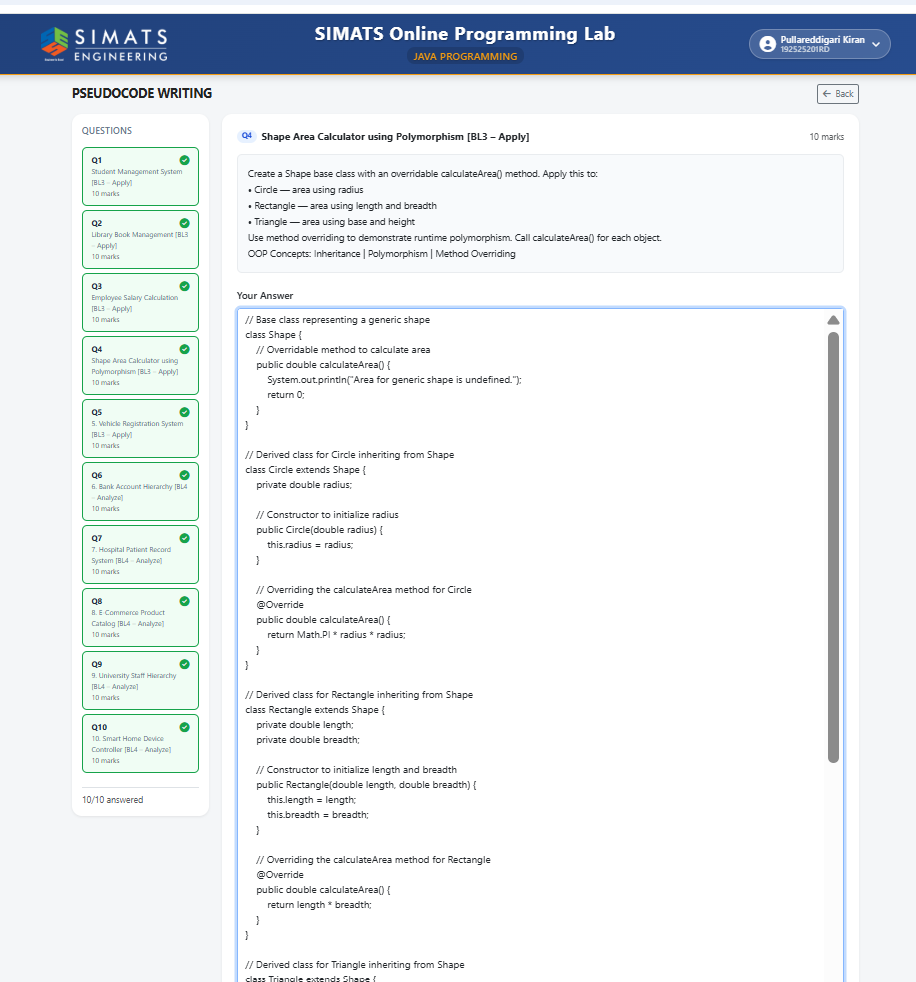 SIMATS
ENGINEERING
SIMATS Online Programming Lab
JAVA PROGRAMMING
Pullareddigari Kiran
192525201RD
PSEUDOCODE WRITING
← Back
QUESTIONS
Q1
Student Management System
[BL3 – Apply]
10 marks
Q2
Library Book Management [BL3
– Apply]
10 marks
Q3
Employee Salary Calculation
[BL3 – Apply]
10 marks
Q4
Shape Area Calculator using
Polymorphism [BL3 – Apply]
10 marks
Q5
5. Vehicle Registration System
[BL3 – Apply]
10 marks
Q6
6. Bank Account Hierarchy [BL4
– Analyze]
10 marks
Q7
7. Hospital Patient Record
System [BL4 – Analyze]
10 marks
Q8
8. E-Commerce Product
Catalog [BL4 – Analyze]
10 marks
Q9
9. University Staff Hierarchy
[BL4 – Analyze]
10 marks
Q10
10. Smart Home Device
Controller [BL4 – Analyze]
10 marks
10/10 answered
Q4 Shape Area Calculator using Polymorphism [BL3 – Apply]
10 marks
Create a Shape base class with an overridable calculateArea() method. Apply this to:
• Circle — area using radius
• Rectangle — area using length and breadth
• Triangle — area using base and height
Use method overriding to demonstrate runtime polymorphism. Call calculateArea() for each object.
OOP Concepts: Inheritance | Polymorphism | Method Overriding
Your Answer
// Base class representing a generic shape
class Shape {
    // Overridable method to calculate area
    public double calculateArea() {
        System.out.println("Area for generic shape is undefined.");
        return 0;
    }
}
// Derived class for Circle inheriting from Shape
class Circle extends Shape {
    private double radius;
    // Constructor to initialize radius
    public Circle(double radius) {
        this.radius = radius;
    }
    // Overriding the calculateArea method for Circle
    @Override
    public double calculateArea() {
        return Math.PI * radius * radius;
    }
}
// Derived class for Rectangle inheriting from Shape
class Rectangle extends Shape {
    private double length;
    private double breadth;
    // Constructor to initialize length and breadth
    public Rectangle(double length, double breadth) {
        this.length = length;
        this.breadth = breadth;
    }
    // Overriding the calculateArea method for Rectangle
    @Override
    public double calculateArea() {
        return length * breadth;
    }
}
// Derived class for Triangle inheriting from Shape
class Triangle extends Shape {